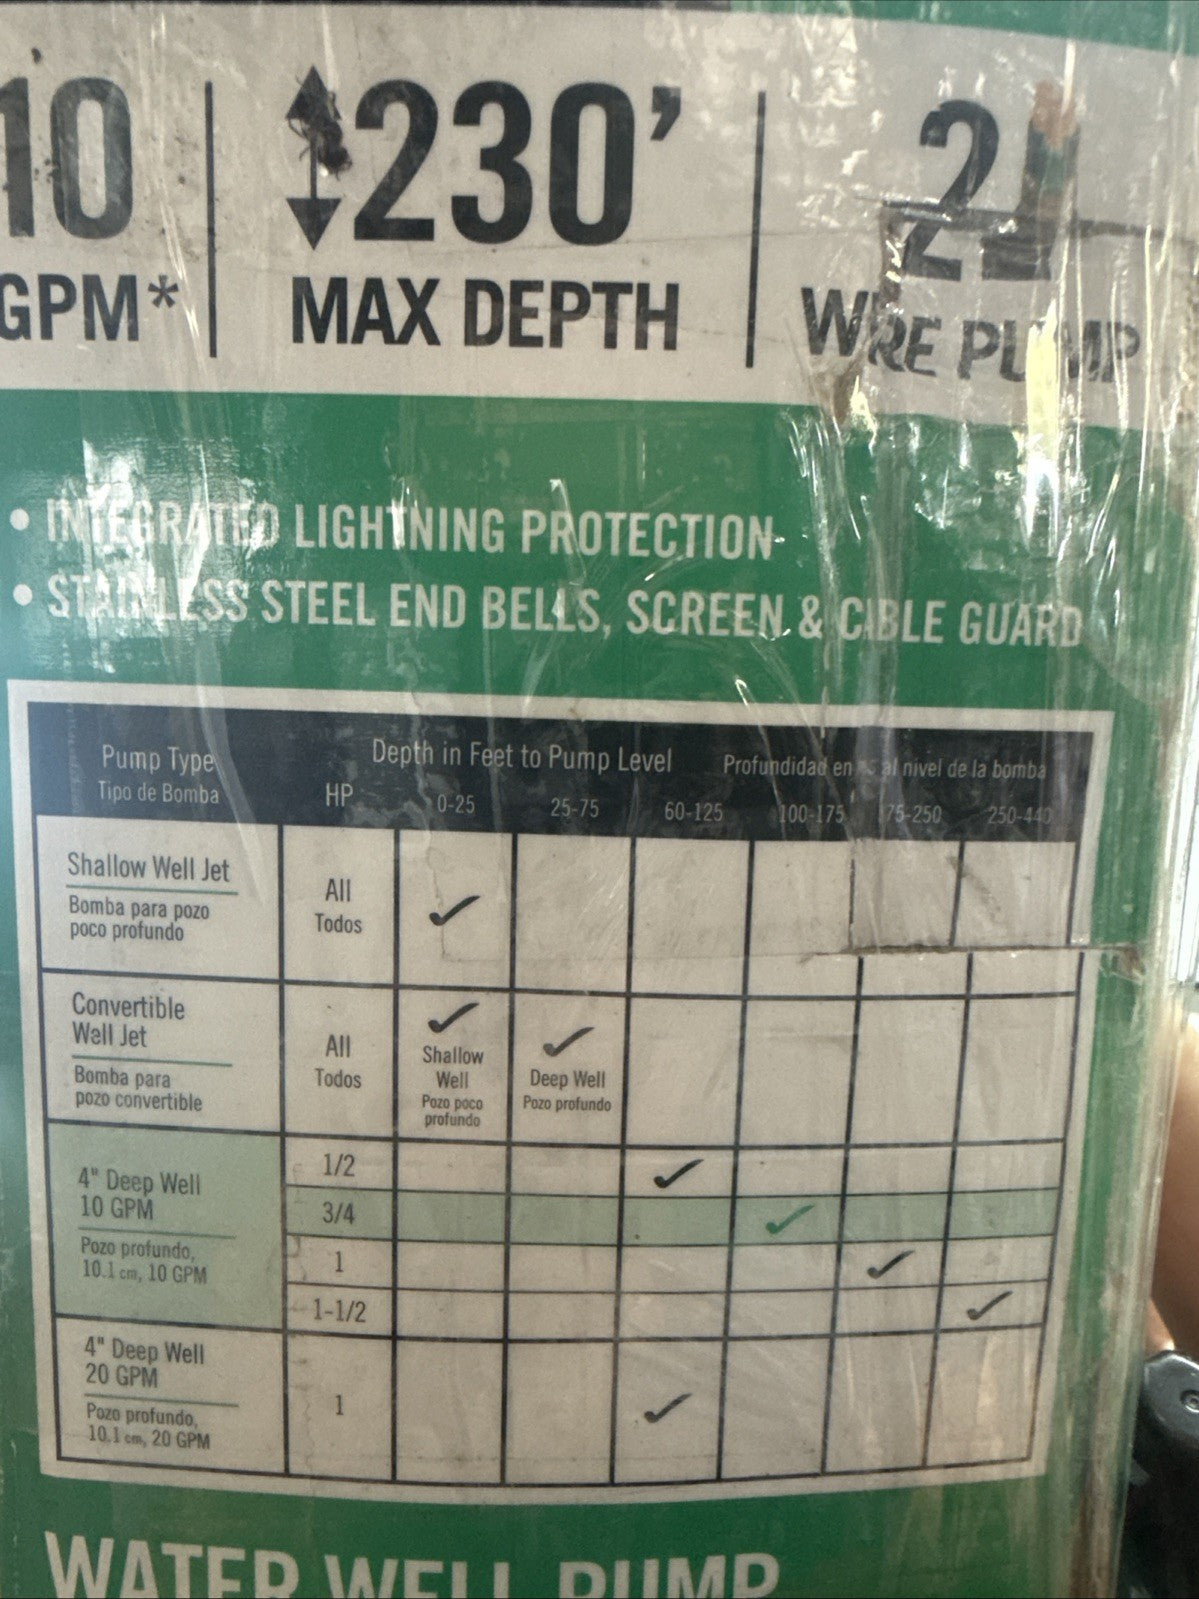 10
GPM*
230'
MAX DEPTH
2
WIRE PUMP
• INTEGRATED LIGHTNING PROTECTION
• STAINLESS STEEL END BELLS, SCREEN & CABLE GUARD
Pump Type
Tipo de Bomba
HP
Depth in Feet to Pump Level
Profundidad en al nivel de la bomba
0-25 25-75 60-125 100-175 175-250 250-440
Shallow Well Jet
Bomba para pozo
poco profundo
All
Todos
✓
Convertible
Well Jet
Bomba para
pozo convertible
All
Todos
✓
Shallow
Well
Pozo poco
profundo
✓
Deep Well
Pozo profundo
4" Deep Well
10 GPM
Pozo profundo,
10.1 cm, 10 GPM
1/2 ✓
3/4 ✓
1 ✓
1-1/2 ✓
4" Deep Well
20 GPM
Pozo profundo,
10.1 cm, 20 GPM
1 ✓
WATER WELL PUMP